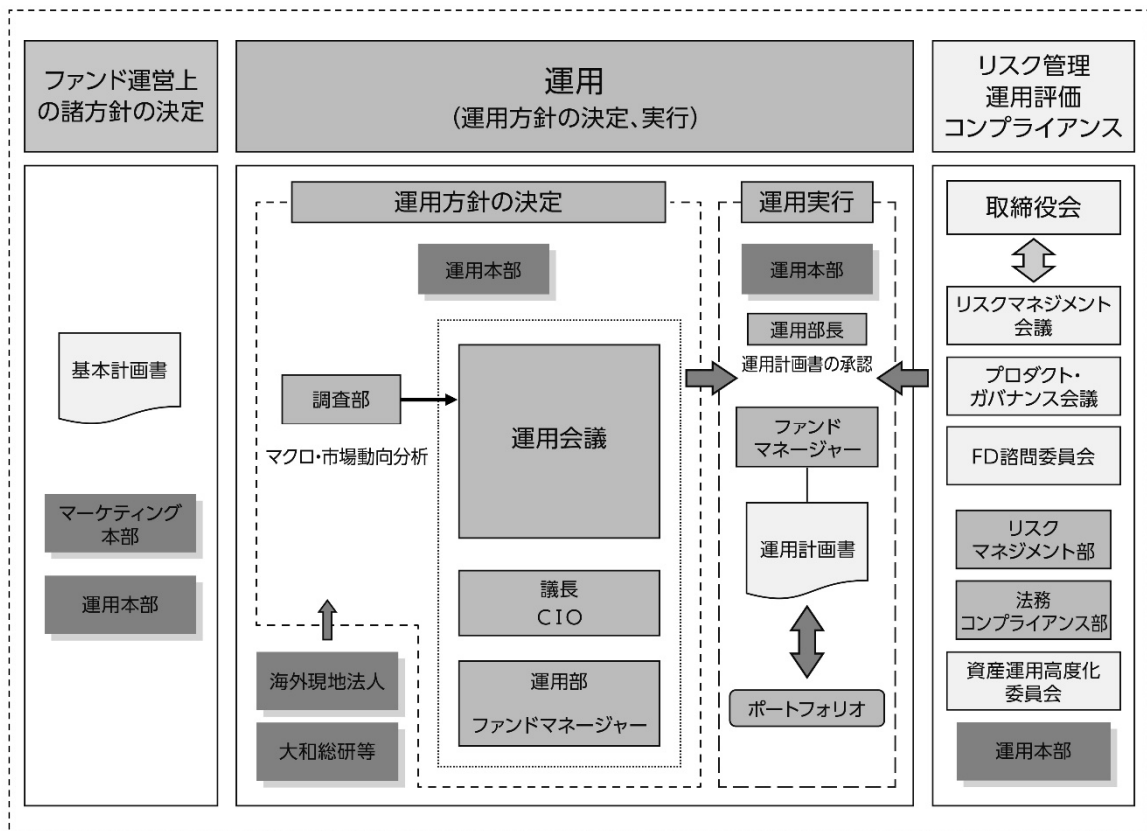 ファンド運営上
の諸方針の決定
基本計画書
マーケティング
本部
運用本部
運用
(運用方針の決定、実行)
運用方針の決定
運用本部
調査部
マクロ・市場動向分析
運用会議
議長
CIO
運用部
ファンドマネージャー
海外現地法人
大和総研等
運用実行
運用本部
運用部長
運用計画書の承認
ファンド
マネージャー
運用計画書
ポートフォリオ
リスク管理
運用評価
コンプライアンス
取締役会
リスクマネジメント
会議
プロダクト・
ガバナンス会議
FD諮問委員会
リスク
マネジメント部
法務
コンプライアンス部
資産運用高度化
委員会
運用本部